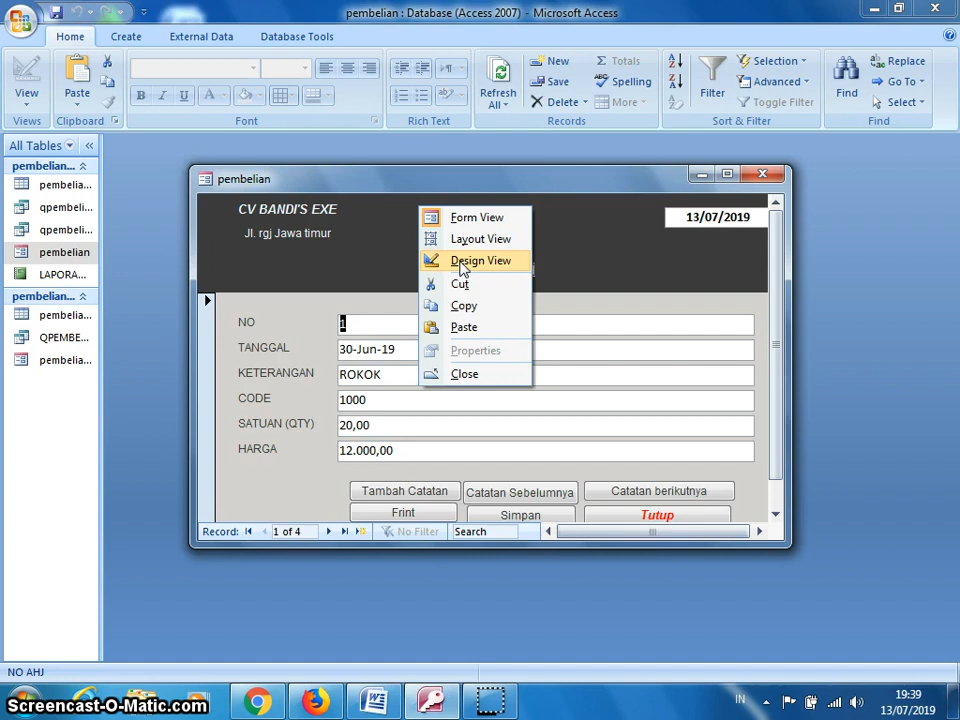 pembelian : Database (Access 2007) - Microsoft Access
Home Create External Data Database Tools
View
Views
Paste
Clipboard
B I U A
Font
Rich Text
Refresh All
New
Save
Delete
Totals
Spelling
More
Records
Filter
Selection
Advanced
Toggle Filter
Sort & Filter
Find
Replace
Go To
Select
Find
All Tables
pembelian...
pembelia...
qpembeli...
qpembeli...
pembelian
LAPORA...
pembelian...
pembelia...
QPEMBE...
pembelia...
pembelian
CV BANDI'S EXE
Jl. rgj Jawa timur
13/07/2019
Form View
Layout View
Design View
Cut
Copy
Paste
Properties
Close
NO 1
TANGGAL 30-Jun-19
KETERANGAN ROKOK
CODE 1000
SATUAN (QTY) 20,00
HARGA 12.000,00
Tambah Catatan Catatan Sebelumnya Catatan berikutnya
Frint Simpan Tutup
Record: 1 of 4 No Filter Search
NO AHJ
Screencast-O-Matic.com
IN
19:39
13/07/2019